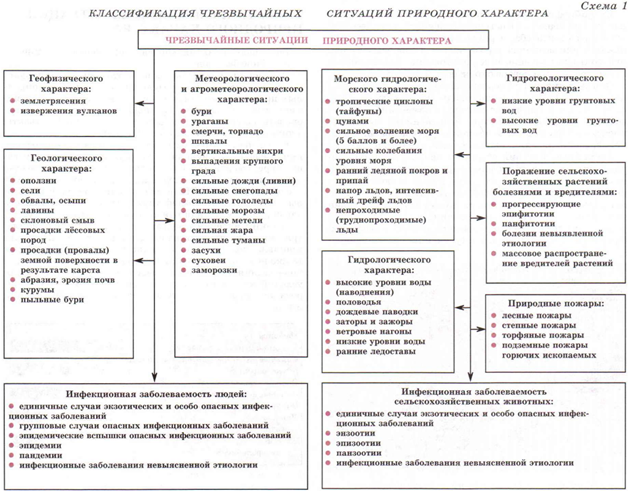 Схема 1
КЛАССИФИКАЦИЯ ЧРЕЗВЫЧАЙНЫХ СИТУАЦИЙ ПРИРОДНОГО ХАРАКТЕРА
ЧРЕЗВЫЧАЙНЫЕ СИТУАЦИИ ПРИРОДНОГО ХАРАКТЕРА
Геофизического
характера:
землетрясения
извержения вулканов
Геологического
характера:
оползни
сели
обвалы, осыпи
лавины
склоновый смыв
просадки лёссовых
пород
просадки (провалы)
земной поверхности в
результате карста
абразия, эрозия почв
курумы
пыльные бури
Метеорологического
и агрометеорологического
характера:
бури
ураганы
смерчи, торнадо
шквалы
вертикальные вихри
выпадения крупного
града
сильные дожди (ливни)
сильные снегопады
сильные гололеды
сильные морозы
сильные метели
сильная жара
сильные туманы
засухи
суховеи
заморозки
Морского гидрологиче-
ского характера:
тропические циклоны
(тайфуны)
цунами
сильное волнение моря
(5 баллов и более)
сильные колебания
уровня моря
ранний ледяной покров и
припай
напор льдов, интенсив-
ный дрейф льдов
непроходимые
(труднопроходимые)
льды
Гидрологического
характера:
высокие уровни воды
(наводнения)
половодья
дождевые паводки
заторы и зажоры
ветровые нагоны
низкие уровни воды
ранние ледоставы
Гидрогеологического
характера:
низкие уровни грунтовых
вод
высокие уровни грунто-
вых вод
Поражение сельскохо-
зяйственных растений
болезнями и вредителями:
прогрессирующие
эпифитотии
панфитотии
болезни невыявленной
этиологии
массовое распростране-
ние вредителей растений
Природные пожары:
лесные пожары
степные пожары
торфяные пожары
подземные пожары
горючих ископаемых
Инфекционная заболеваемость людей:
единичные случаи экзотических и особо опасных инфек-
ционных заболеваний
групповые случаи опасных инфекционных заболеваний
эпидемические вспышки опасных инфекционных заболеваний
эпидемии
пандемии
инфекционные заболевания невыясненной этиологии
Инфекционная заболеваемость
сельскохозяйственных животных:
единичные случаи экзотических и особо опасных инфек-
ционных заболеваний
энзоотии
эпизоотии
панзоотии
инфекционные заболевания невыясненной этиологии